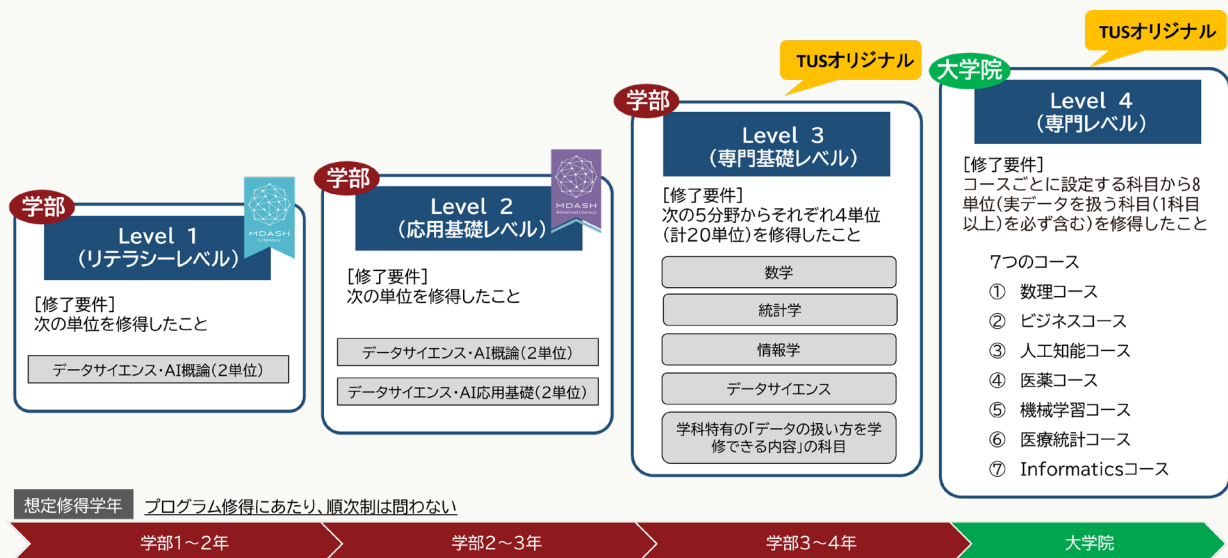 学部
MDASH
Literacy
Level 1
(リテラシーレベル)
[修了要件]
次の単位を修得したこと
データサイエンス・AI概論(2単位)
学部
MDASH
Advanced Literacy
Level 2
(応用基礎レベル)
[修了要件]
次の単位を修得したこと
データサイエンス・AI概論(2単位)
データサイエンス・AI応用基礎(2単位)
TUSオリジナル
学部
Level 3
(専門基礎レベル)
[修了要件]
次の5分野からそれぞれ4単位
(計20単位)を修得したこと
数学
統計学
情報学
データサイエンス
学科特有の「データの扱い方を学
修できる内容」の科目
TUSオリジナル
大学院
Level 4
(専門レベル)
[修了要件]
コースごとに設定する科目から8
単位(実データを扱う科目(1科目
以上)を必ず含む)を修得したこと
7つのコース
① 数理コース
② ビジネスコース
③ 人工知能コース
④ 医薬コース
⑤ 機械学習コース
⑥ 医療統計コース
⑦ Informaticsコース
想定修得学年 プログラム修得にあたり、順次制は問わない
学部1~2年
学部2~3年
学部3~4年
大学院